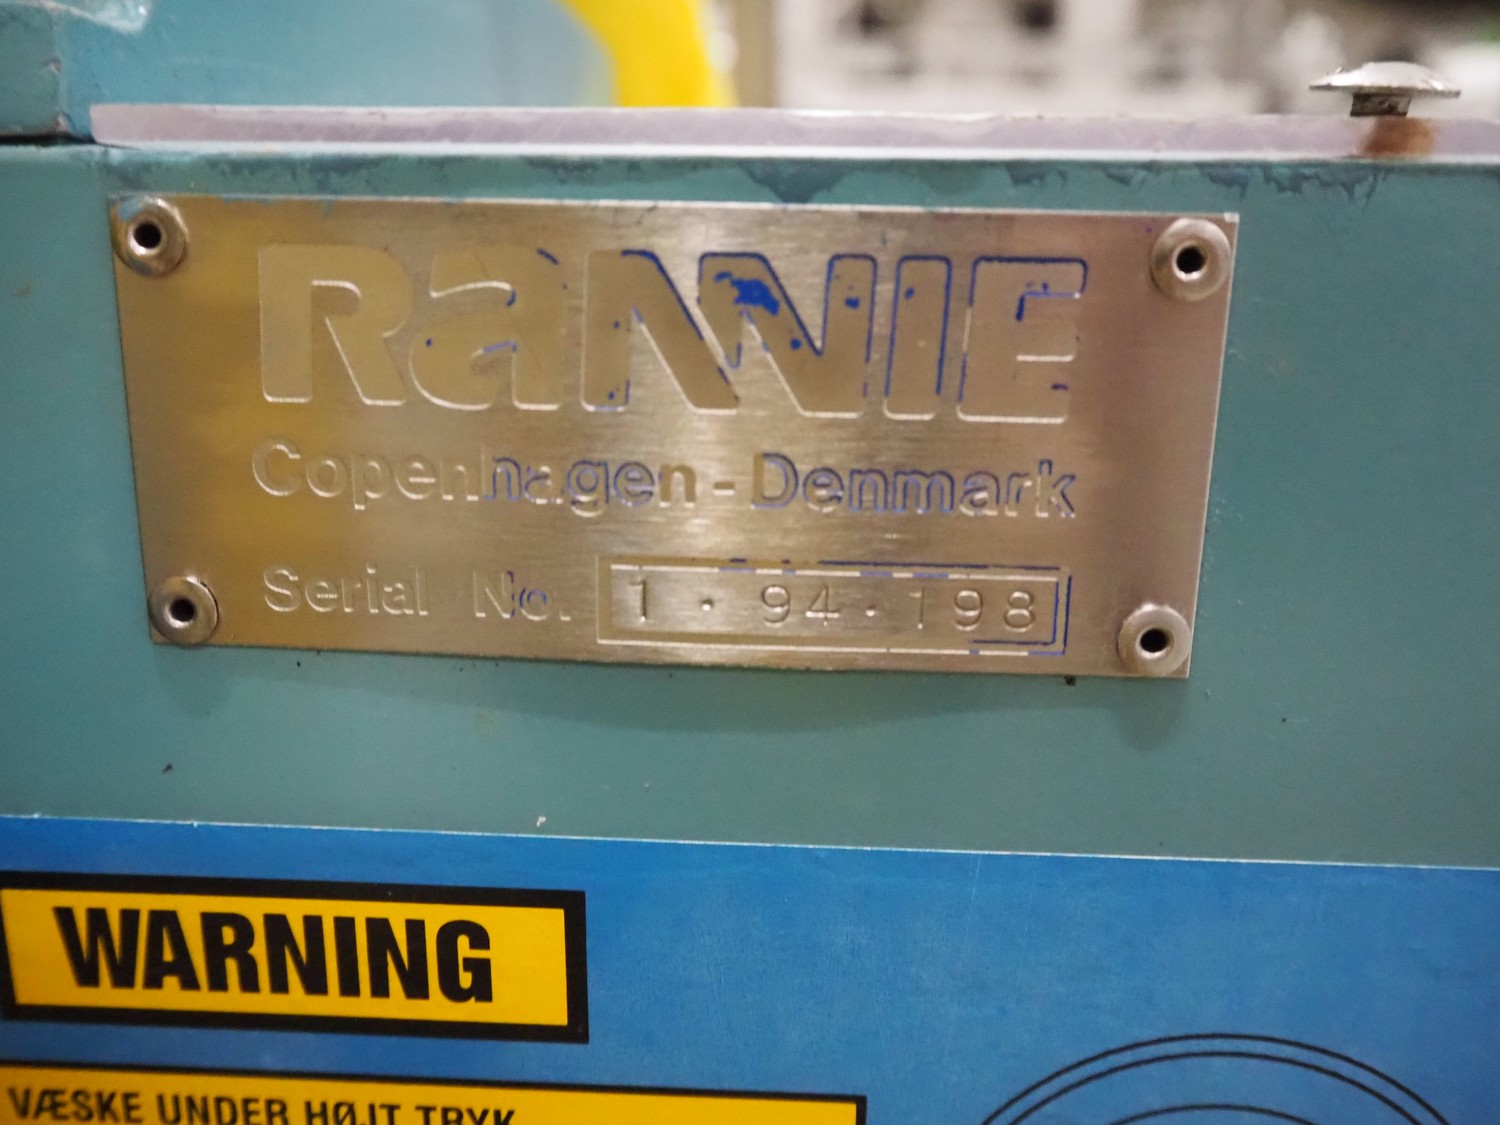 RANNIE
Copenhagen - Denmark
Serial No. 1 · 94 · 198
WARNING
VÆSKE UNDER HØJT TRYK